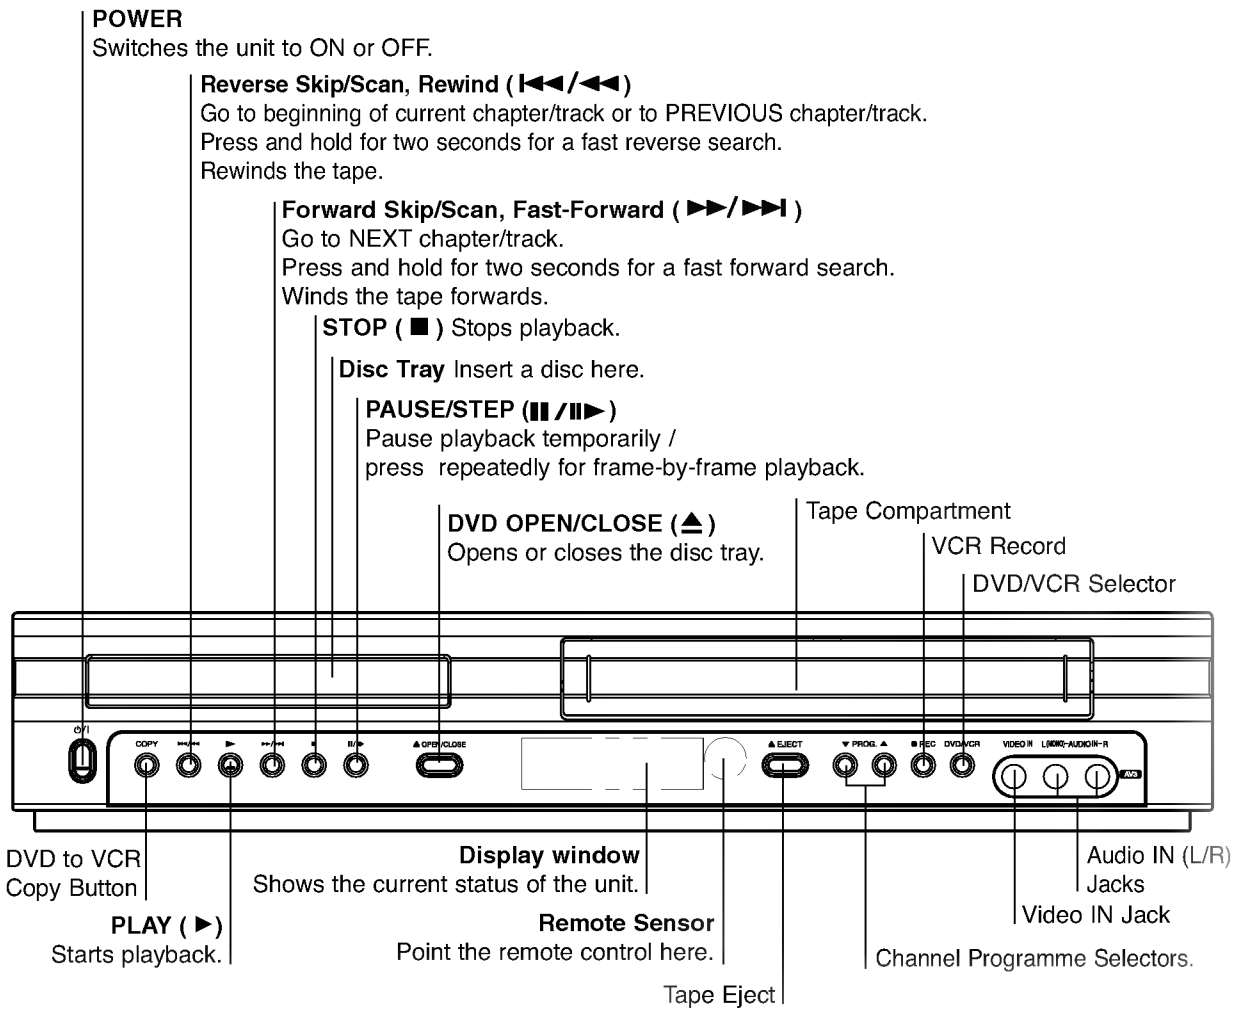 POWER
Switches the unit to ON or OFF.
Reverse Skip/Scan, Rewind (⏮/◀◀)
Go to beginning of current chapter/track or to PREVIOUS chapter/track.
Press and hold for two seconds for a fast reverse search.
Rewinds the tape.
Forward Skip/Scan, Fast-Forward (▶▶/▶▶I)
Go to NEXT chapter/track.
Press and hold for two seconds for a fast forward search.
Winds the tape forwards.
STOP ( ■ ) Stops playback.
Disc Tray Insert a disc here.
PAUSE/STEP (II/II▶)
Pause playback temporarily /
press repeatedly for frame-by-frame playback.
DVD OPEN/CLOSE (▲)
Opens or closes the disc tray.
Tape Compartment
VCR Record
DVD/VCR Selector
⏻/I
COPY I◀◀/◀◀ ▶ ▶▶/▶▶I ■ II/I▶ ▲ OPEN/CLOSE ▲ EJECT ▼ PROG. ▲ ● REC DVD/VCR VIDEO IN L(MONO)-AUDIO IN-R
AV3
DVD to VCR
Copy Button
PLAY ( ▶)
Starts playback.
Display window
Shows the current status of the unit.
Remote Sensor
Point the remote control here.
Tape Eject
Channel Programme Selectors.
Video IN Jack
Audio IN (L/R)
Jacks